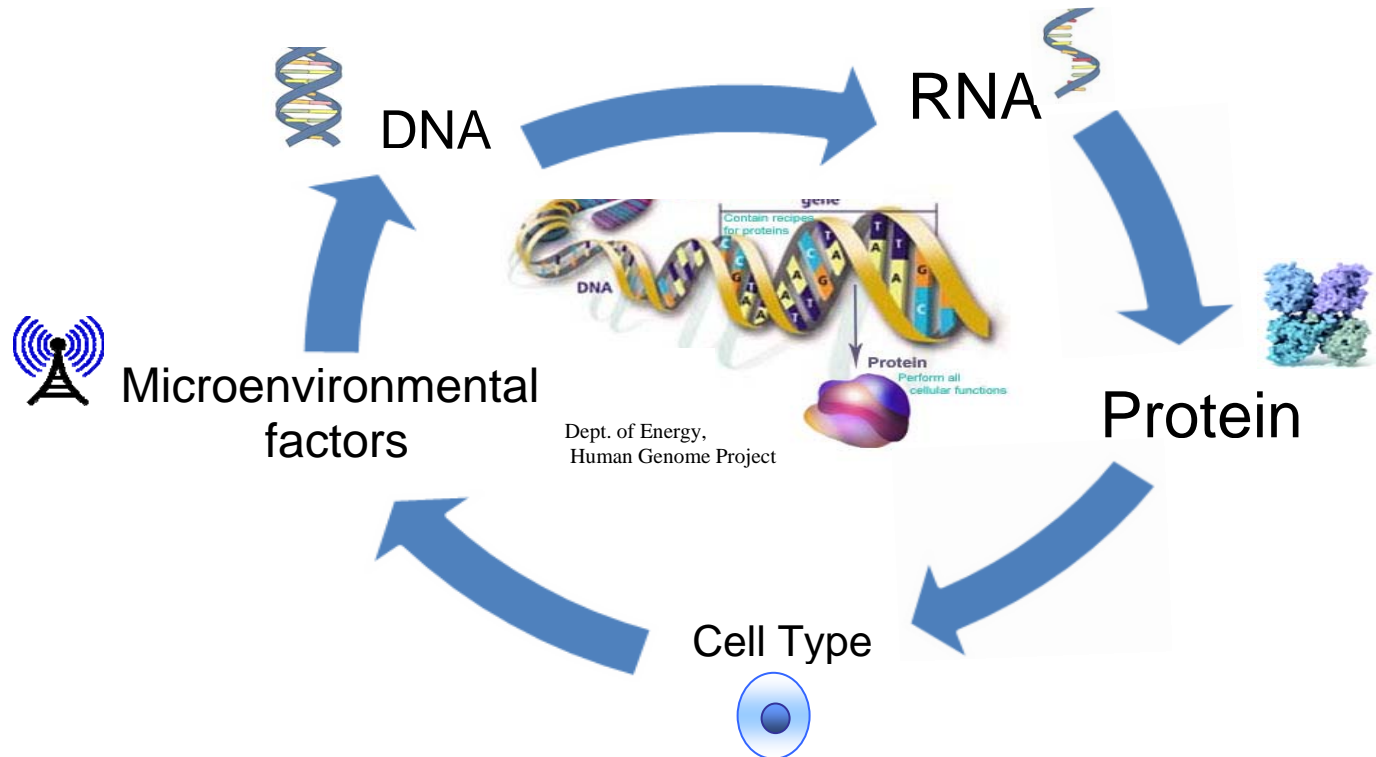 DNA
RNA
gene
Contain recipes
for proteins
C
C
G
T
A
A
A
T
C
A
G
T
A
A
T
A
G
C
DNA
Protein
Perform all
cellular functions
Microenvironmental
factors
Protein
Dept. of Energy,
Human Genome Project
Cell Type